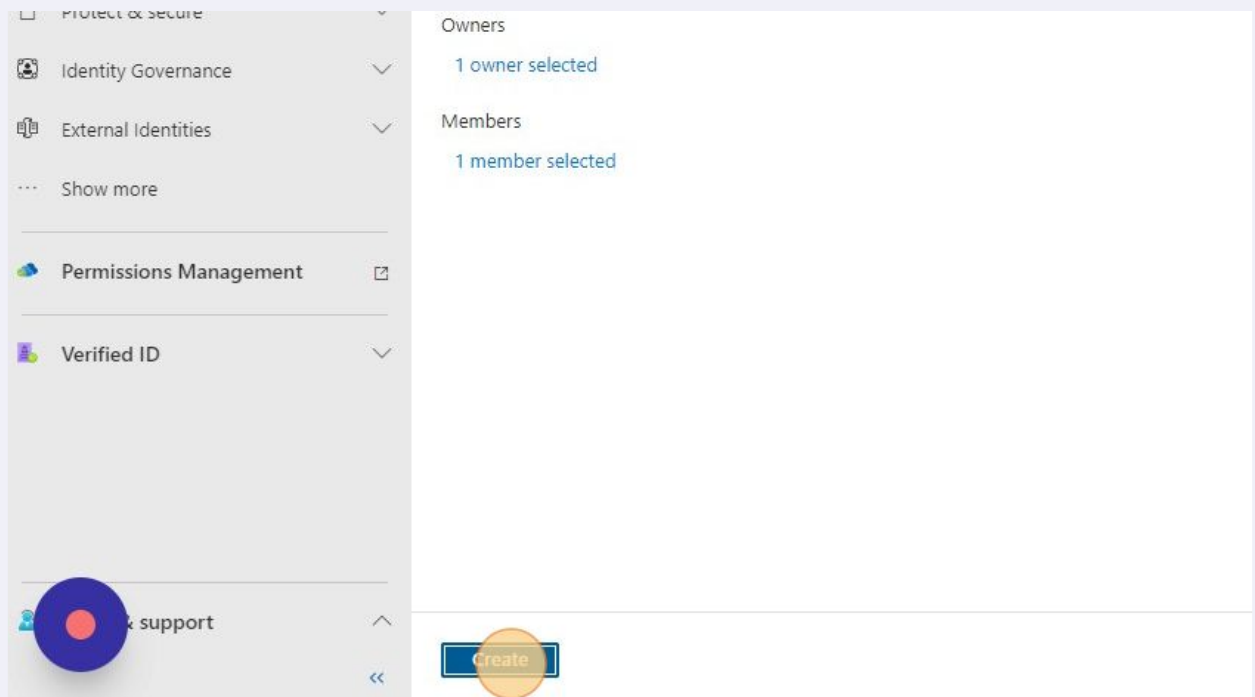 Protect & secure
Identity Governance
External Identities
Show more
Permissions Management
Verified ID
& support
Owners
1 owner selected
Members
1 member selected
Create